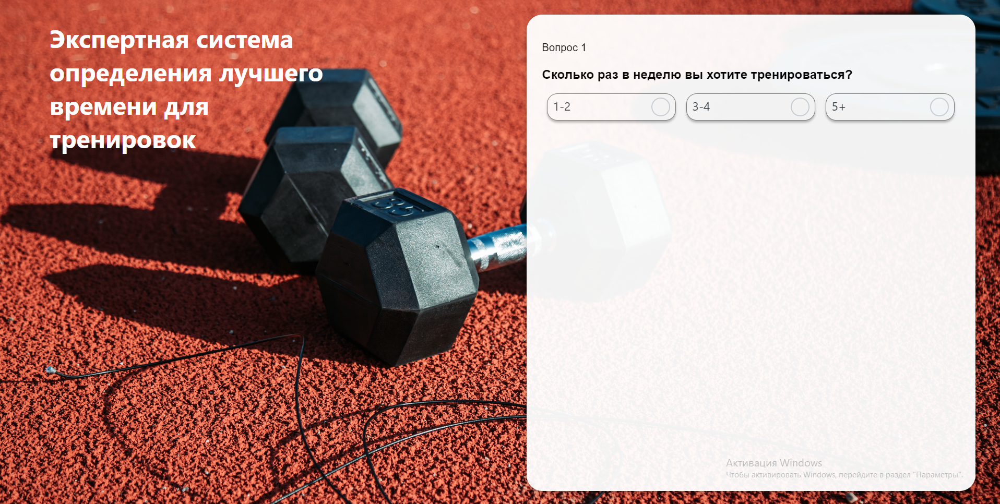 Экспертная система
определения лучшего
времени для
тренировок
35
Вопрос 1
Сколько раз в неделю вы хотите тренироваться?
1-2
3-4
5+
Активация Windows
Чтобы активировать Windows, перейдите в раздел "Параметры".